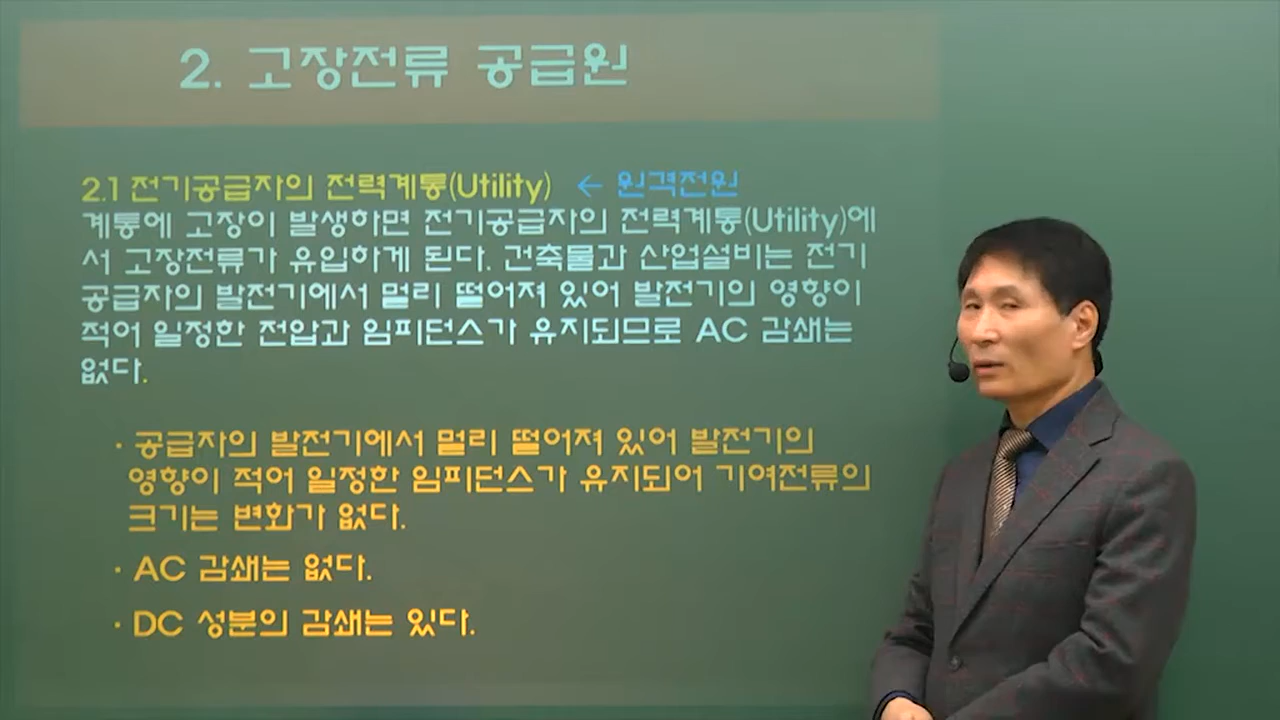 2. 고장전류 공급원
2.1 전기공급자의 전력계통(Utility) ← 원격전원
계통에 고장이 발생하면 전기공급자의 전력계통(Utility)에
서 고장전류가 유입하게 된다. 건축물과 산업설비는 전기
공급자의 발전기에서 멀리 떨어져 있어 발전기의 영향이
적어 일정한 전압과 임피던스가 유지되므로 AC 감쇄는
없다.
· 공급자의 발전기에서 멀리 떨어져 있어 발전기의
영향이 적어 일정한 임피던스가 유지되어 기여전류의
크기는 변화가 없다.
· AC 감쇄는 없다.
· DC 성분의 감쇄는 있다.